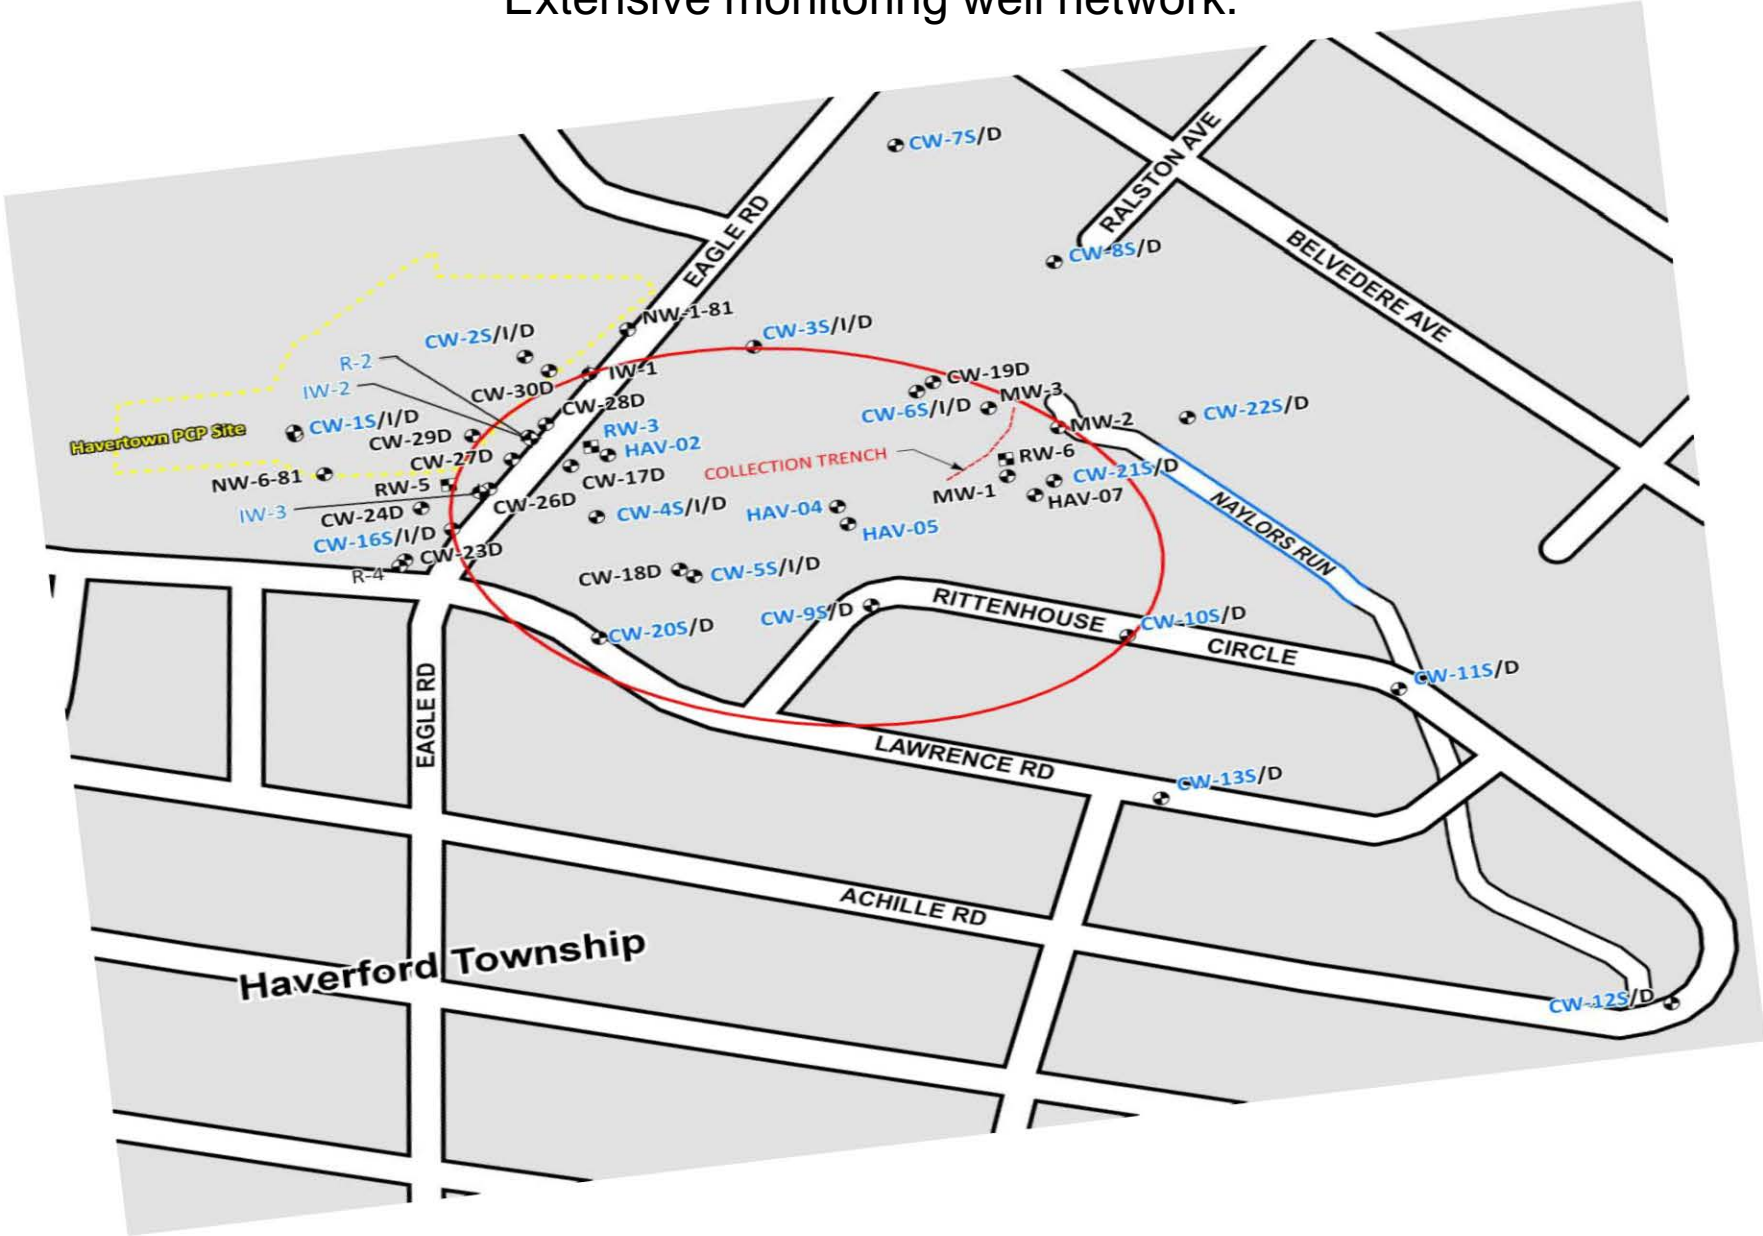 Extensive monitoring well network.
CW-7S/D
RALSTON AVE
EAGLE RD
CW-8S/D
BELVEDERE AVE
NW-1-81
CW-3S/I/D
CW-2S/I/D
R-2
IW-1
IW-2
CW-30D
CW-19D
MW-3
CW-28D
CW-6S/I/D
CW-22S/D
CW-1S/I/D
MW-2
Havertown PCP Site
CW-29D
RW-3
HAV-02
CW-27D
RW-6
COLLECTION TRENCH
CW-21S/D
NW-6-81
RW-5
CW-17D
MW-1
HAV-07
IW-3
CW-26D
CW-24D
CW-4S/I/D
HAV-04
HAV-05
NAYLORS RUN
CW-16S/I/D
CW-23D
R-4
CW-18D
CW-5S/I/D
CW-9S/D
RITTENHOUSE CIRCLE
CW-10S/D
CW-20S/D
CW-11S/D
EAGLE RD
LAWRENCE RD
CW-13S/D
ACHILLE RD
Haverford Township
CW-12S/D